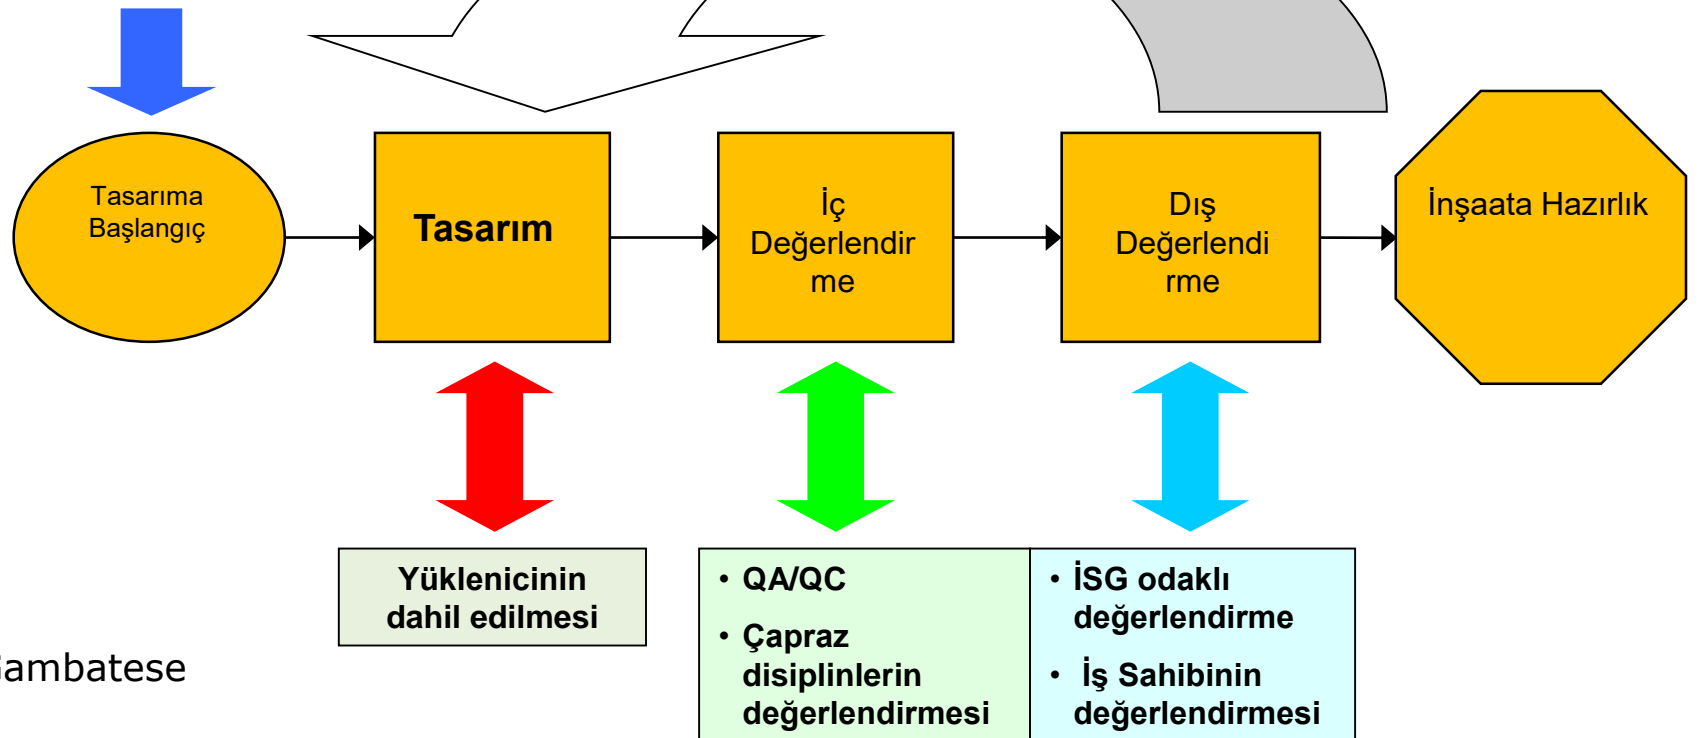 Tasarıma
Başlangıç
Tasarım
İç
Değerlendir
me
Dış
Değerlendi
rme
İnşaata Hazırlık
Yüklenicinin
dahil edilmesi
• QA/QC
• Çapraz
disiplinlerin
değerlendirmesi
• İSG odaklı
değerlendirme
• İş Sahibinin
değerlendirmesi
ambatese